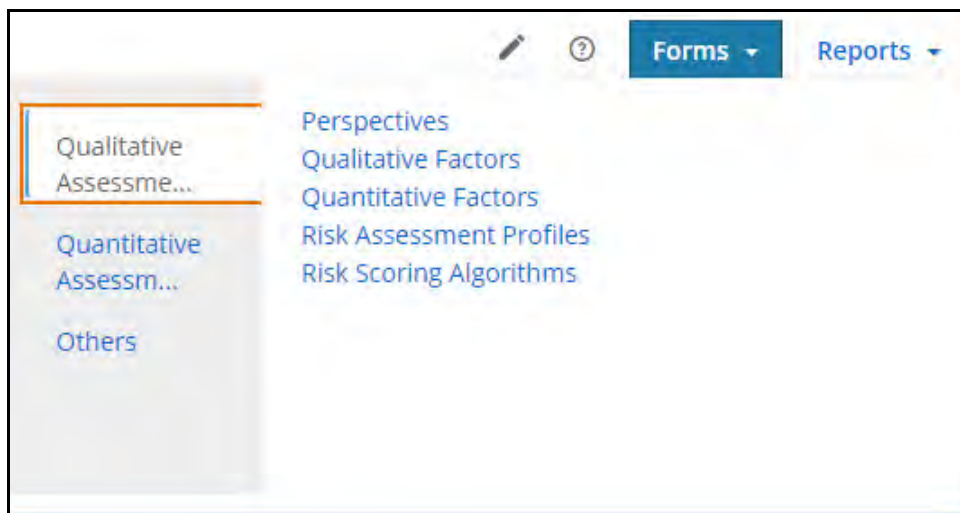 Forms
Reports
Qualitative
Assessme...
Quantitative
Assessm...
Others
Perspectives
Qualitative Factors
Quantitative Factors
Risk Assessment Profiles
Risk Scoring Algorithms